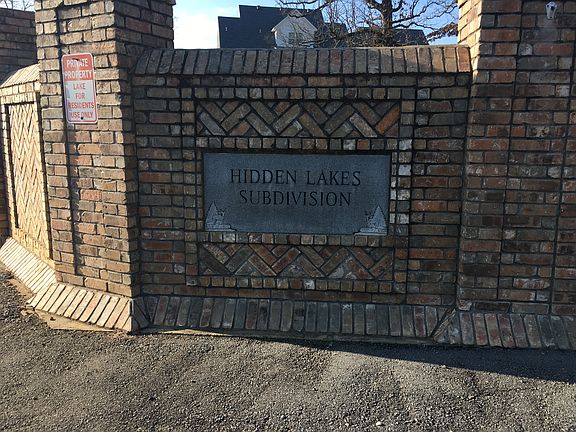 PRIVATE
PROPERTY
LAKE
FOR
RESIDENTS
USE ONLY
HIDDEN LAKES
SUBDIVISION